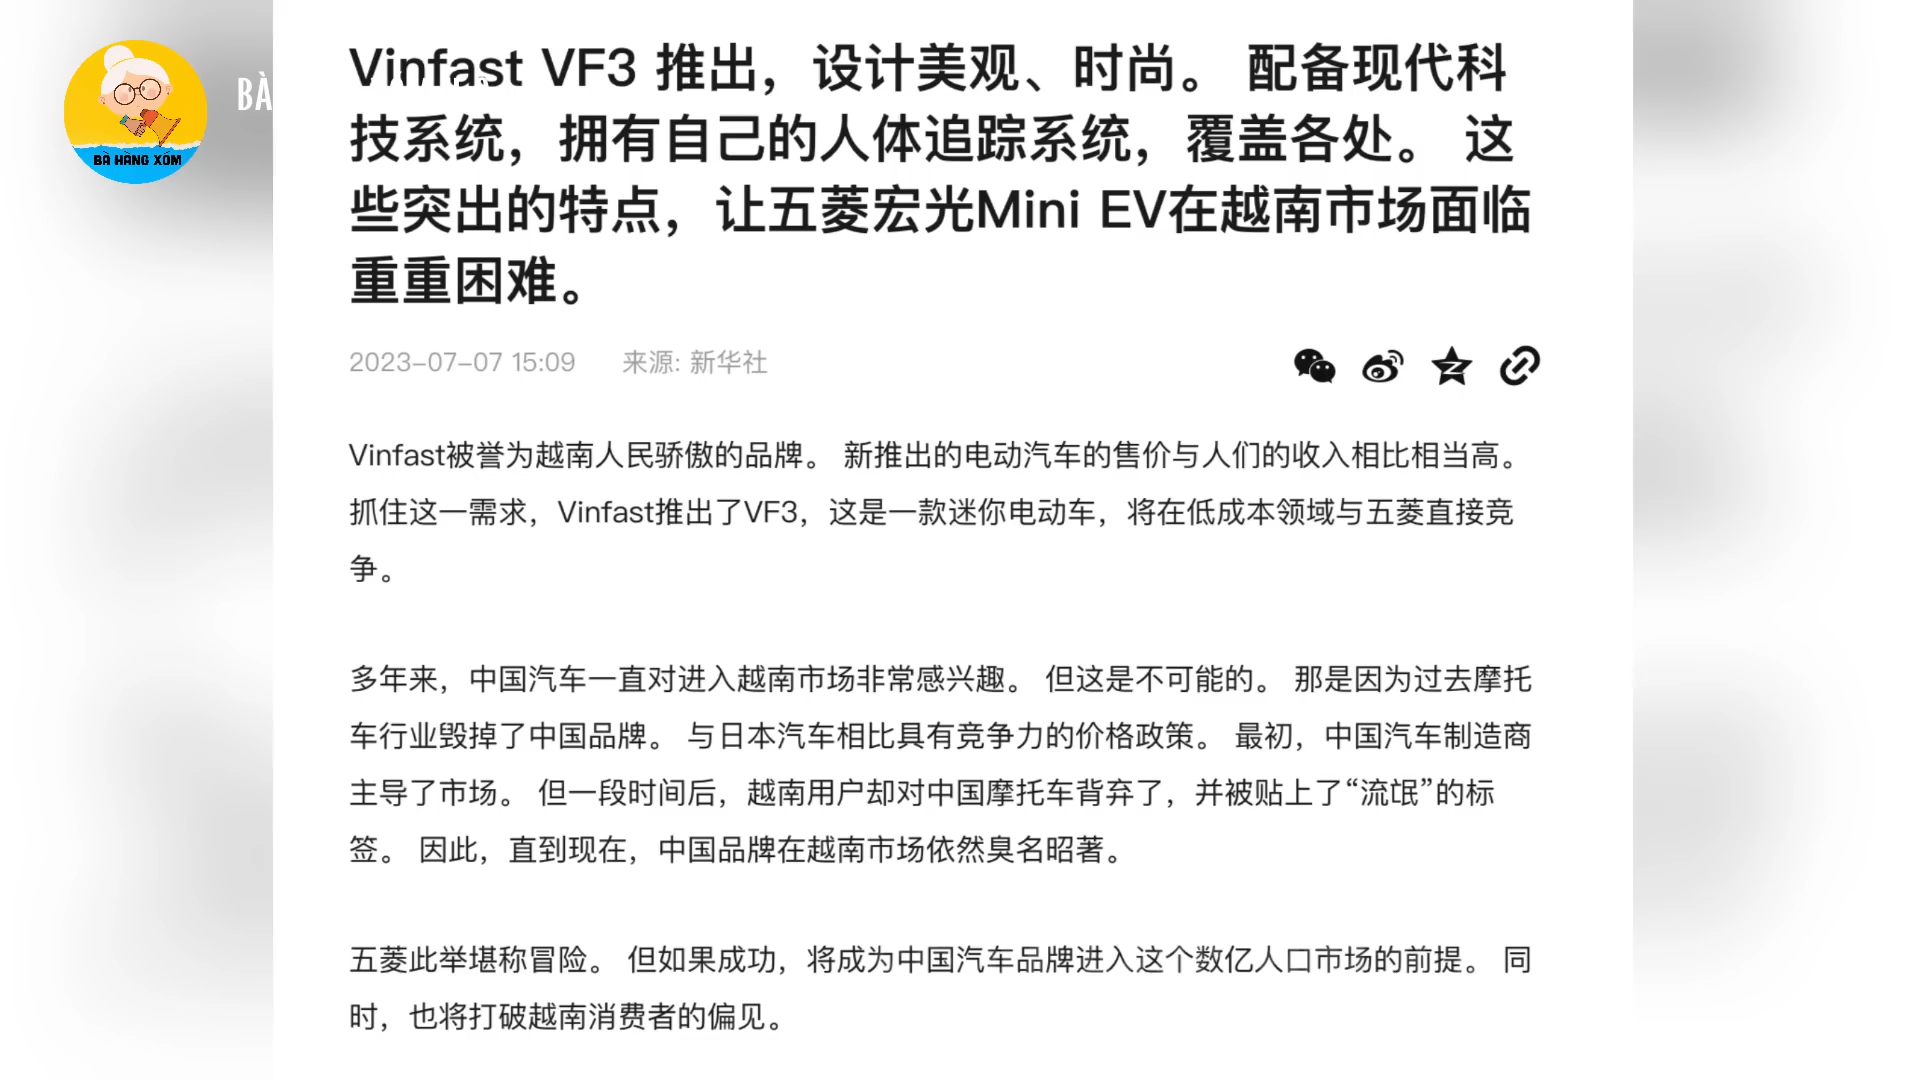 Vinfast VF3 推出，设计美观、时尚。 配备现代科
技系统，拥有自己的人体追踪系统，覆盖各处。 这
些突出的特点，让五菱宏光Mini EV在越南市场面临
重重困难。
BÀ
BÀ HÀNG XÓM
2023-07-07 15:09 来源: 新华社
Vinfast被誉为越南人民骄傲的品牌。 新推出的电动汽车的售价与人们的收入相比相当高。
抓住这一需求，Vinfast推出了VF3，这是一款迷你电动车，将在低成本领域与五菱直接竞
争。
多年来，中国汽车一直对进入越南市场非常感兴趣。 但这是不可能的。 那是因为过去摩托
车行业毁掉了中国品牌。 与日本汽车相比具有竞争力的价格政策。 最初，中国汽车制造商
主导了市场。 但一段时间后，越南用户却对中国摩托车背弃了，并被贴上了“流氓”的标
签。 因此，直到现在，中国品牌在越南市场依然臭名昭著。
五菱此举堪称冒险。 但如果成功，将成为中国汽车品牌进入这个数亿人口市场的前提。 同
时，也将打破越南消费者的偏见。